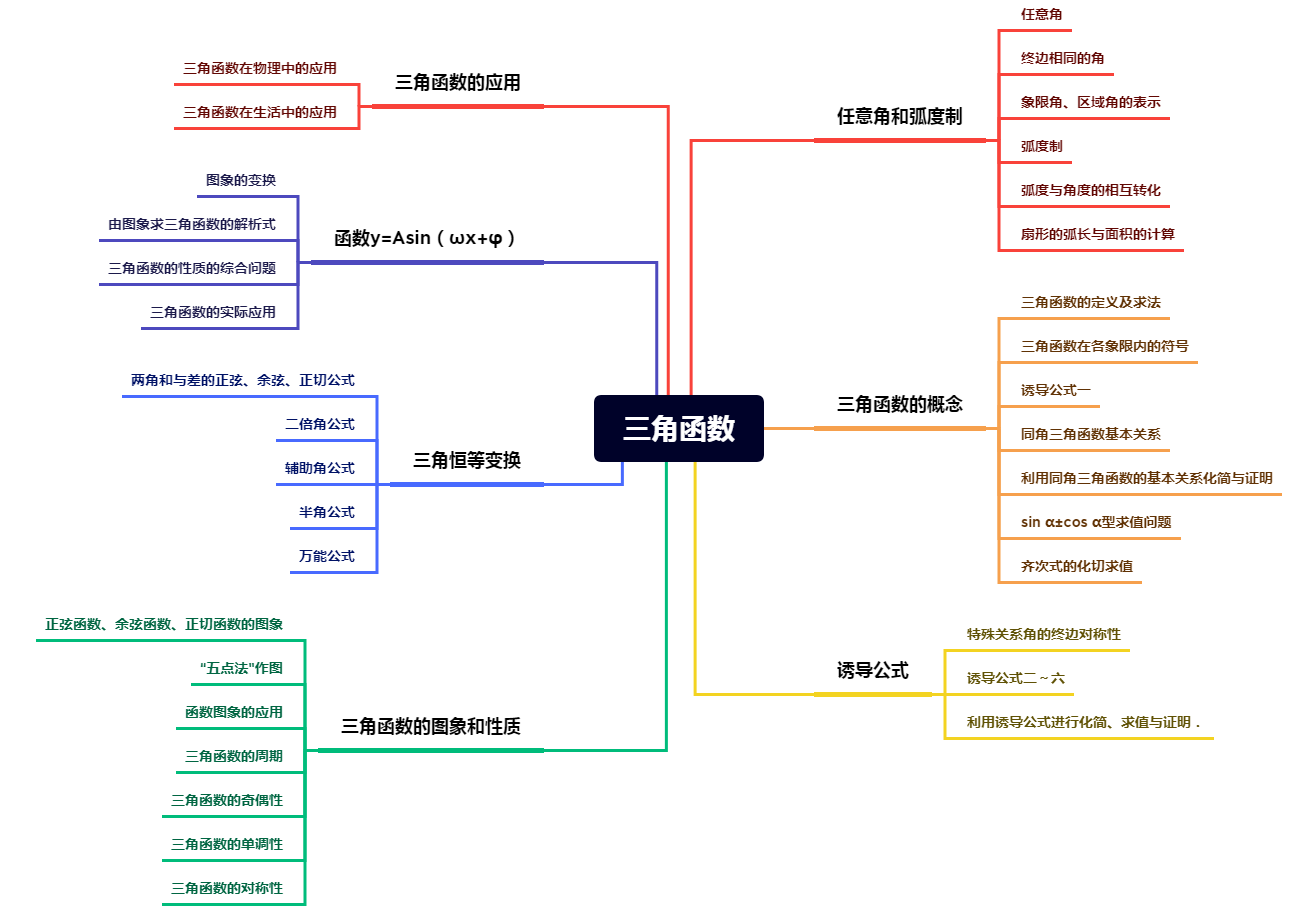 三角函数
任意角和弧度制
任意角
终边相同的角
象限角、区域角的表示
弧度制
弧度与角度的相互转化
扇形的弧长与面积的计算
三角函数的概念
三角函数的定义及求法
三角函数在各象限内的符号
诱导公式一
同角三角函数基本关系
利用同角三角函数的基本关系化简与证明
sin α±cos α型求值问题
齐次式的化切求值
诱导公式
特殊关系角的终边对称性
诱导公式二～六
利用诱导公式进行化简、求值与证明．
三角函数的图象和性质
正弦函数、余弦函数、正切函数的图象
“五点法”作图
函数图象的应用
三角函数的周期
三角函数的奇偶性
三角函数的单调性
三角函数的对称性
三角恒等变换
两角和与差的正弦、余弦、正切公式
二倍角公式
辅助角公式
半角公式
万能公式
函数y=Asin（ωx+φ）
图象的变换
由图象求三角函数的解析式
三角函数的性质的综合问题
三角函数的实际应用
三角函数的应用
三角函数在物理中的应用
三角函数在生活中的应用